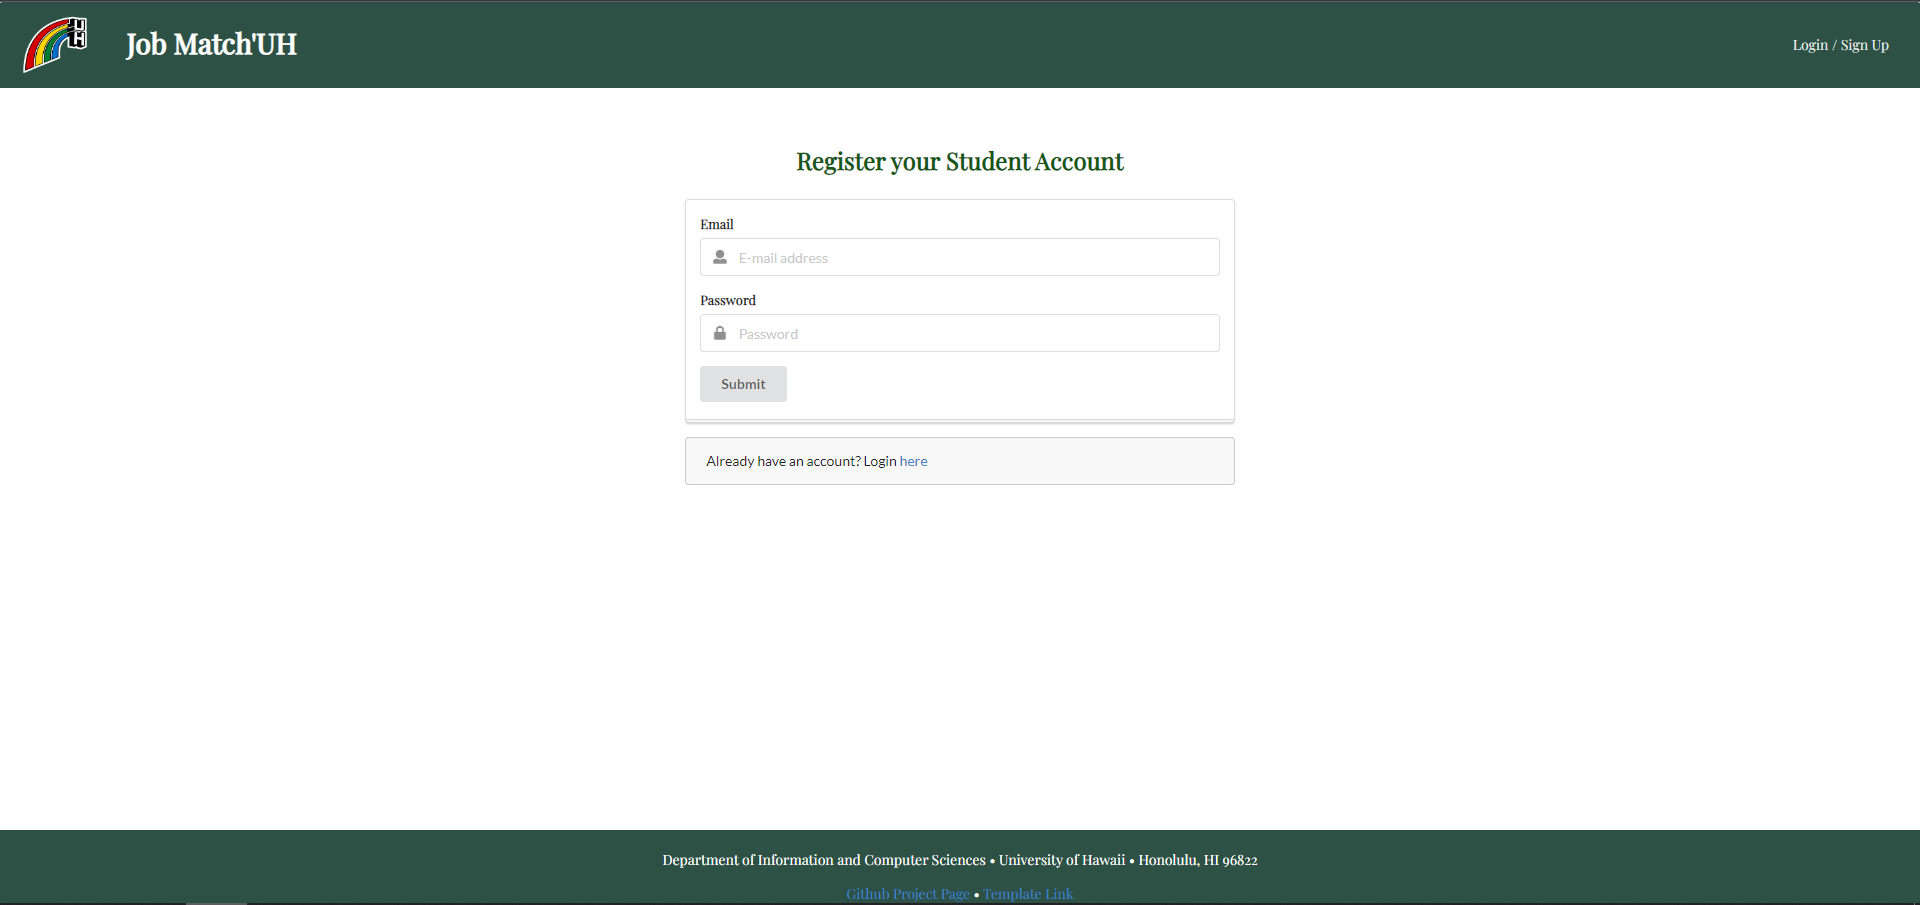 UH
Job Match'UH
Login / Sign Up
Register your Student Account
Email
E-mail address
Password
Password
Submit
Already have an account? Login here
Department of Information and Computer Sciences • University of Hawaii • Honolulu, HI 96822
Github Project Page • Template Link